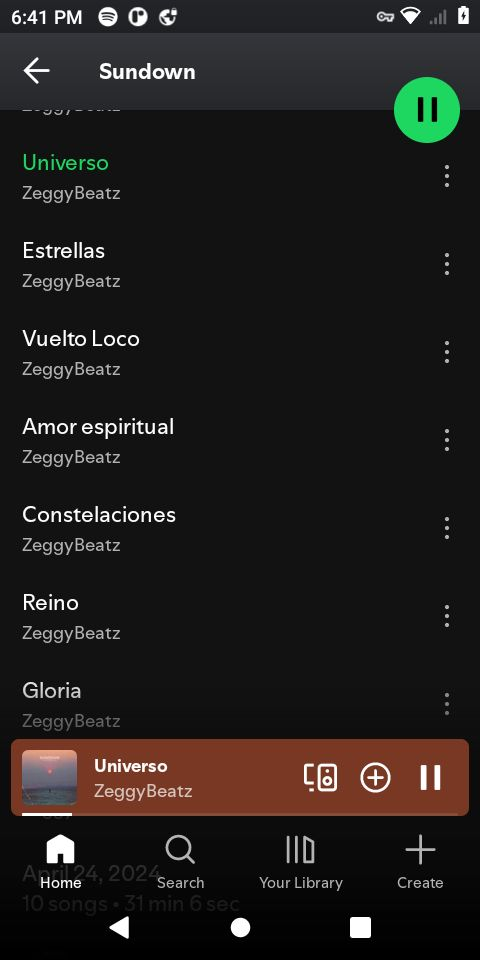 6:41 PM
Sundown
ZeggyBeatz
Universo
ZeggyBeatz
Estrellas
ZeggyBeatz
Vuelto Loco
ZeggyBeatz
Amor espiritual
ZeggyBeatz
Constelaciones
ZeggyBeatz
Reino
ZeggyBeatz
Gloria
ZeggyBeatz
Universo
ZeggyBeatz
April 24, 2024
Home
Search
Your Library
Create
10 songs • 31 min 6 sec